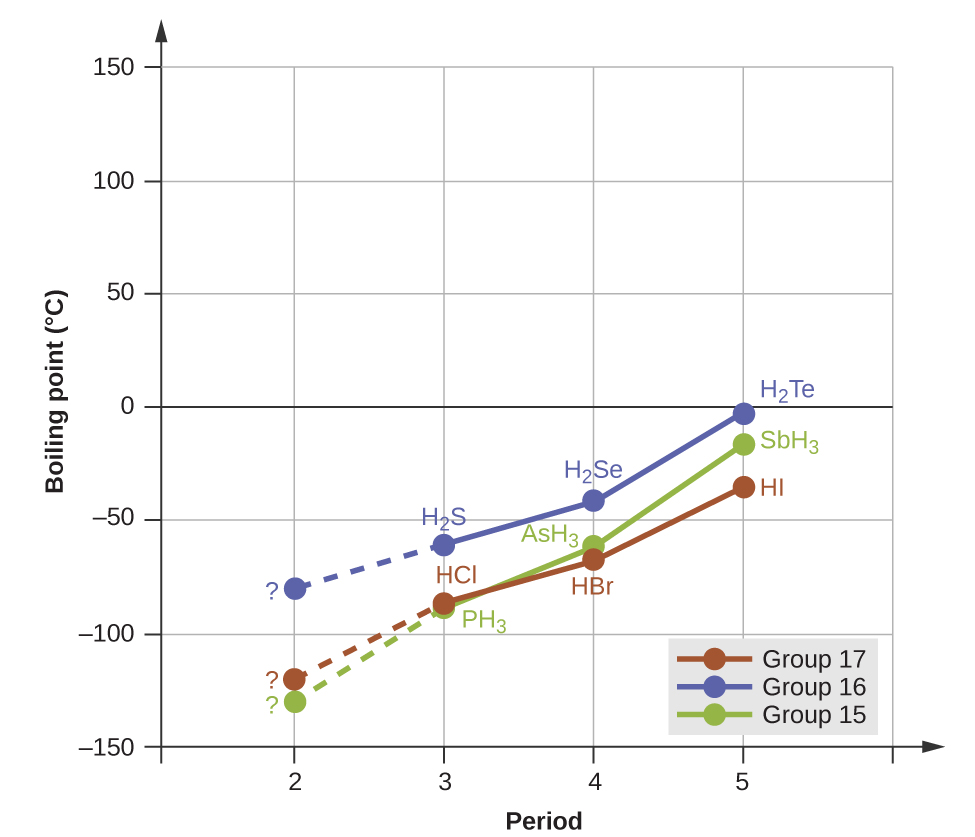 150
100
50
0
–50
–100
–150
Boiling point (°C)
H₂Te
SbH₃
HI
H₂Se
AsH₃
HBr
H₂S
HCl
PH₃
?
?
?
Group 17
Group 16
Group 15
2 3 4 5
Period